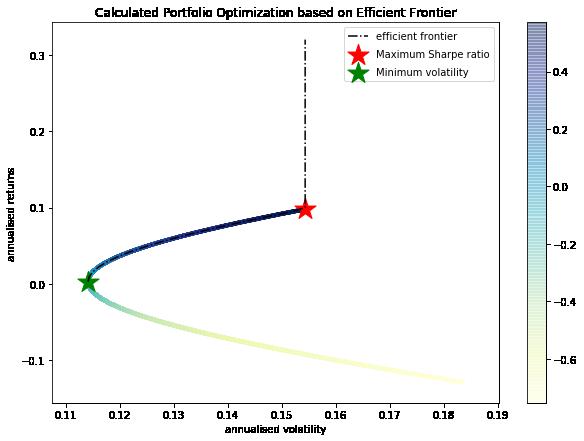 Calculated Portfolio Optimization based on Efficient Frontier
efficient frontier
Maximum Sharpe ratio
Minimum volatility
0.3
0.2
0.1
0.0
−0.1
annualised returns
0.11 0.12 0.13 0.14 0.15 0.16 0.17 0.18 0.19
annualised volatility
0.4
0.2
0.0
−0.2
−0.4
−0.6